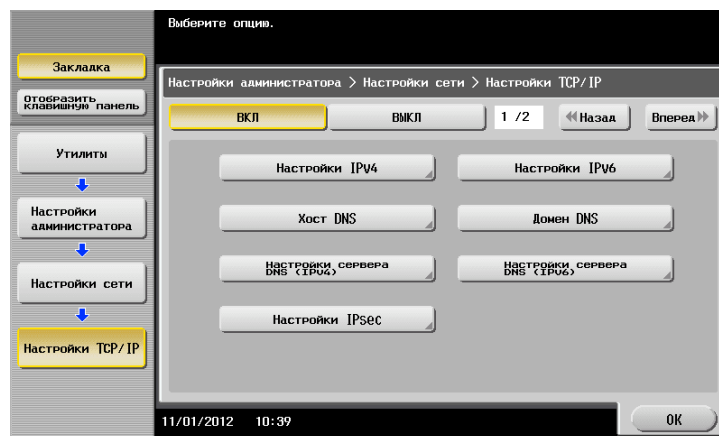 Выберите опцию.
Закладка
Отобразить
клавишную панель
Утилиты
Настройки
администратора
Настройки сети
Настройки TCP/IP
Настройки администратора > Настройки сети > Настройки TCP/IP
ВКЛ
ВЫКЛ
1 /2
Назад
Вперед
Настройки IPv4
Настройки IPv6
Хост DNS
Домен DNS
Настройки сервера
DNS (IPv4)
Настройки сервера
DNS (IPv6)
Настройки IPsec
11/01/2012 10:39
OK